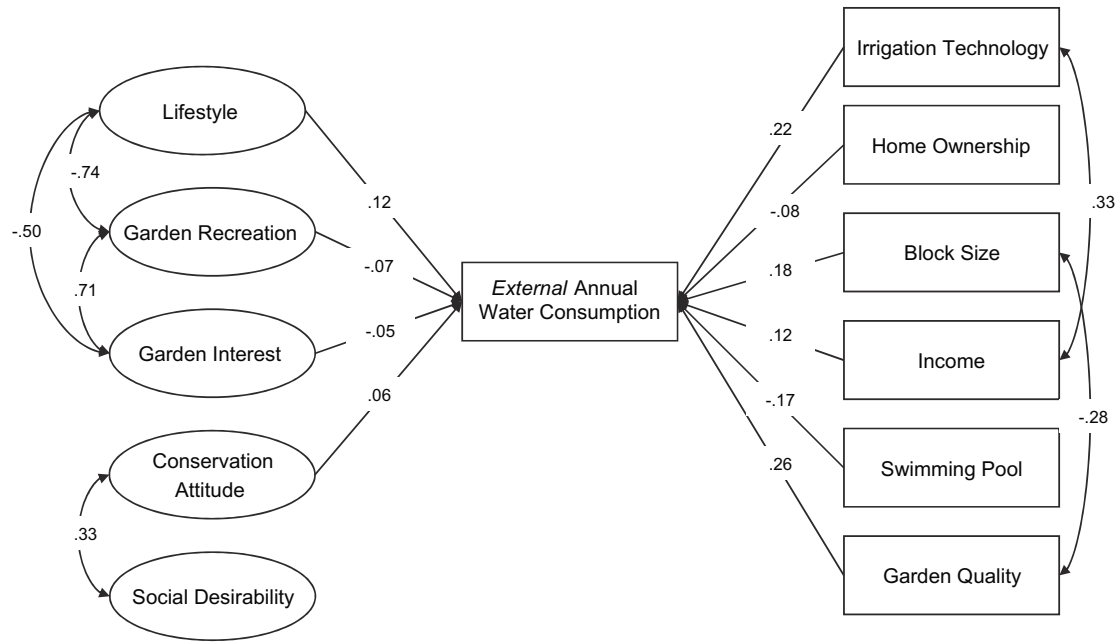 Lifestyle
Garden Recreation
Garden Interest
Conservation
Attitude
Social Desirability
-.74
-.50
.71
.33
.12
-.07
-.05
.06
External Annual
Water Consumption
.22
-.08
.18
.12
-.17
.26
Irrigation Technology
Home Ownership
Block Size
Income
Swimming Pool
Garden Quality
.33
-.28